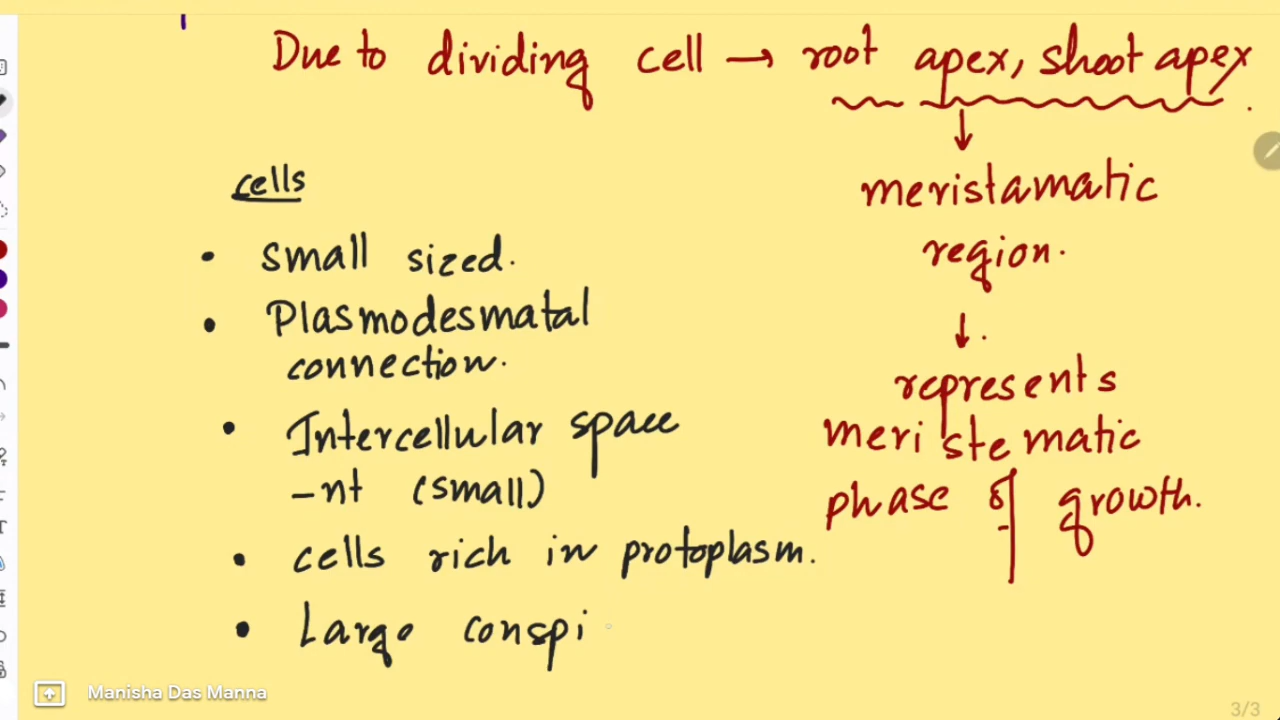 Due to dividing cell → root apex, shoot apex.
↓
meristamatic
region.
↓
represents
meristematic
phase of growth.
cells
• small sized.
• Plasmodesmatal
connection.
• Intercellular space
-nt (small)
• cells rich in protoplasm.
• Large conspi
Manisha Das Manna
3/3